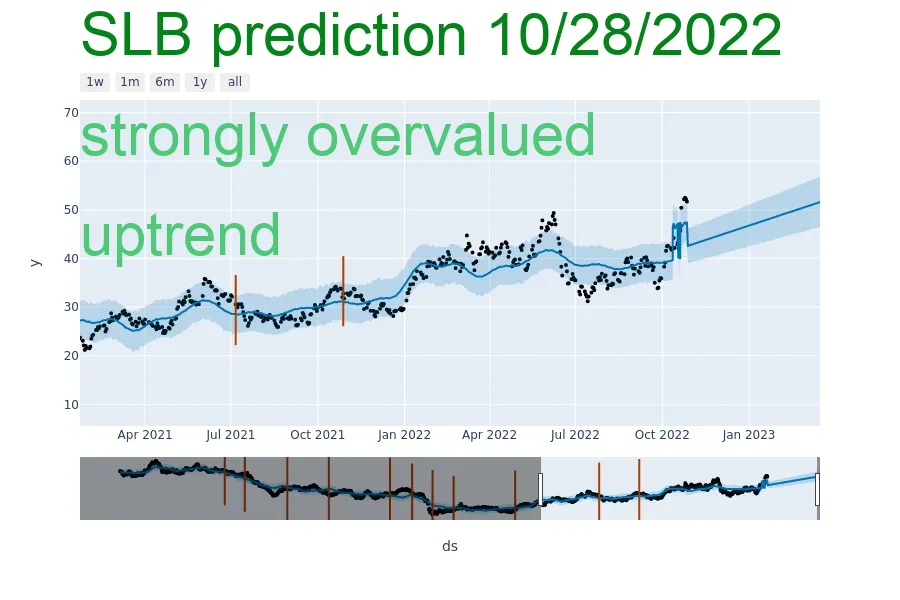 SLB prediction 10/28/2022
1w 1m 6m 1y all
strongly overvalued
uptrend
y
70
60
50
40
30
20
10
Apr 2021 Jul 2021 Oct 2021 Jan 2022 Apr 2022 Jul 2022 Oct 2022 Jan 2023
ds